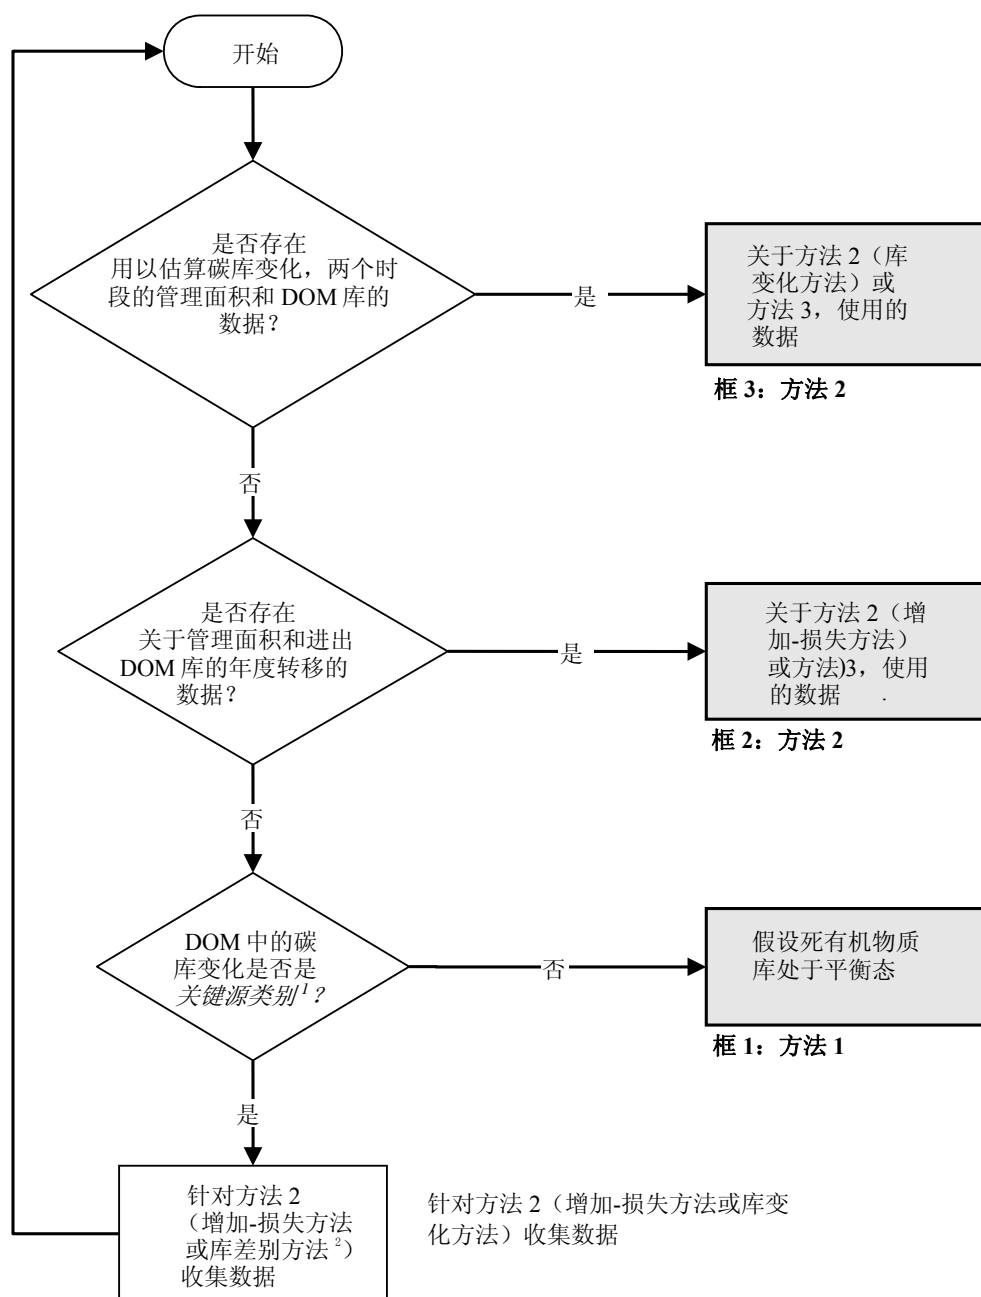 开始
是否存在
用以估算碳库变化，两个时
段的管理面积和 DOM 库的
数据？
是
关于方法 2（库
变化方法）或
方法 3，使用的
数据
框 3：方法 2
否
是否存在
关于管理面积和进出
DOM 库的年度转移的
数据？
是
关于方法 2（增
加-损失方法）
或方法)3，使用
的数据 .
框 2：方法 2
否
DOM 中的碳
库变化是否是
关键源类别1？
否
假设死有机物质
库处于平衡态
框 1：方法 1
是
针对方法 2
（增加-损失方法
或库差别方法2）
收集数据
针对方法 2（增加-损失方法或库变
化方法）收集数据